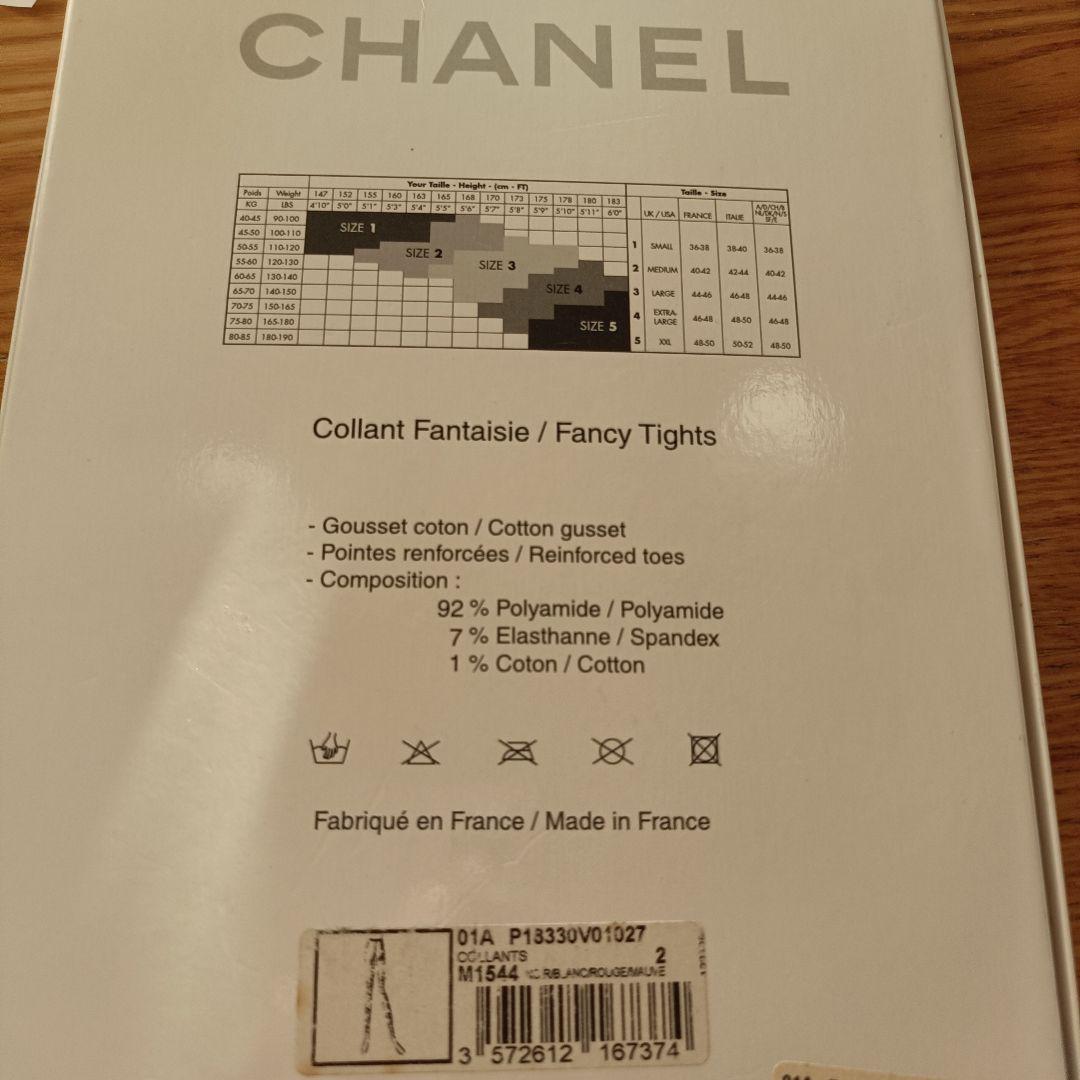 CHANEL
Your Taille - Height - (cm - FT) Taille - Size
Poids Weight 147 152 155 160 163 165 168 170 173 175 178 180 183
KG LBS 4'10" 5'0" 5'1" 5'3" 5'4" 5'5" 5'6" 5'7" 5'8" 5'9" 5'10" 5'11" 6'0" UK / USA FRANCE ITALIE A/D/CH/B
40-45 90-100 SIZE 1
45-50 100-110
50-55 110-120 SIZE 2 1 SMALL 36-38 38-40 36-38
55-60 120-130 SIZE 3 2 MEDIUM 40-42 42-44 40-42
60-65 130-140
65-70 140-150 SIZE 4 3 LARGE 44-46 46-48 44-46
70-75 150-165 4 EXTRA-LARGE 46-48 48-50 46-48
75-80 165-180 SIZE 5
80-85 180-190 5 XXL 48-50 50-52 48-50
Collant Fantaisie / Fancy Tights
- Gousset coton / Cotton gusset
- Pointes renforcées / Reinforced toes
- Composition :
92 % Polyamide / Polyamide
7 % Elasthanne / Spandex
1 % Coton / Cotton
Fabriqué en France / Made in France
01A P18330V01027
COLLANTS 2
M1544 R/BLANC/ROUGE/MAUVE
3 572612 167374